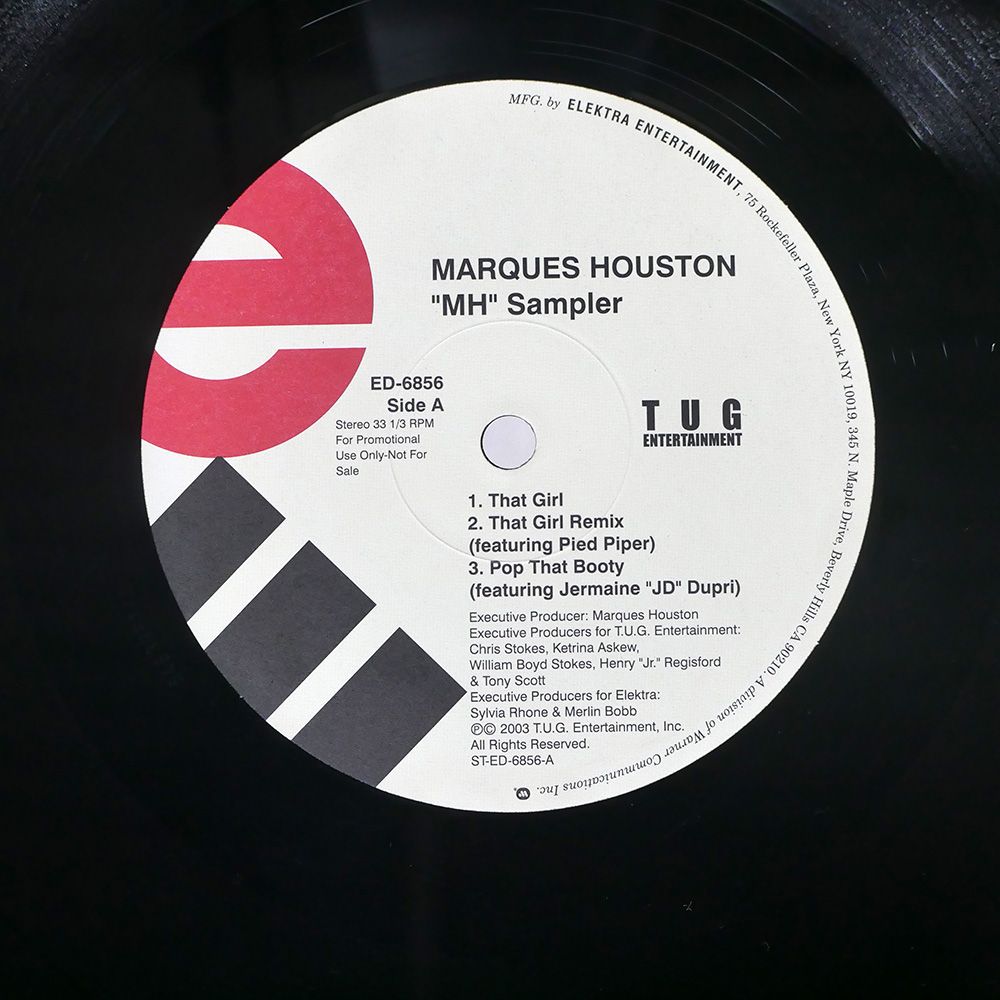 MFG. by ELEKTRA ENTERTAINMENT, 75 Rockefeller Plaza, New York NY 10019, 345 N. Maple Drive, Beverly Hills CA 90210. A division of Warner Communications Inc.
MARQUES HOUSTON
"MH" Sampler
ED-6856
Side A
Stereo 33 1/3 RPM
For Promotional
Use Only-Not For
Sale
T U G
ENTERTAINMENT
1. That Girl
2. That Girl Remix
(featuring Pied Piper)
3. Pop That Booty
(featuring Jermaine "JD" Dupri)
Executive Producer: Marques Houston
Executive Producers for T.U.G. Entertainment:
Chris Stokes, Ketrina Askew,
William Boyd Stokes, Henry "Jr." Regisford
& Tony Scott
Executive Producers for Elektra:
Sylvia Rhone & Merlin Bobb
℗© 2003 T.U.G. Entertainment, Inc.
All Rights Reserved.
ST-ED-6856-A
e